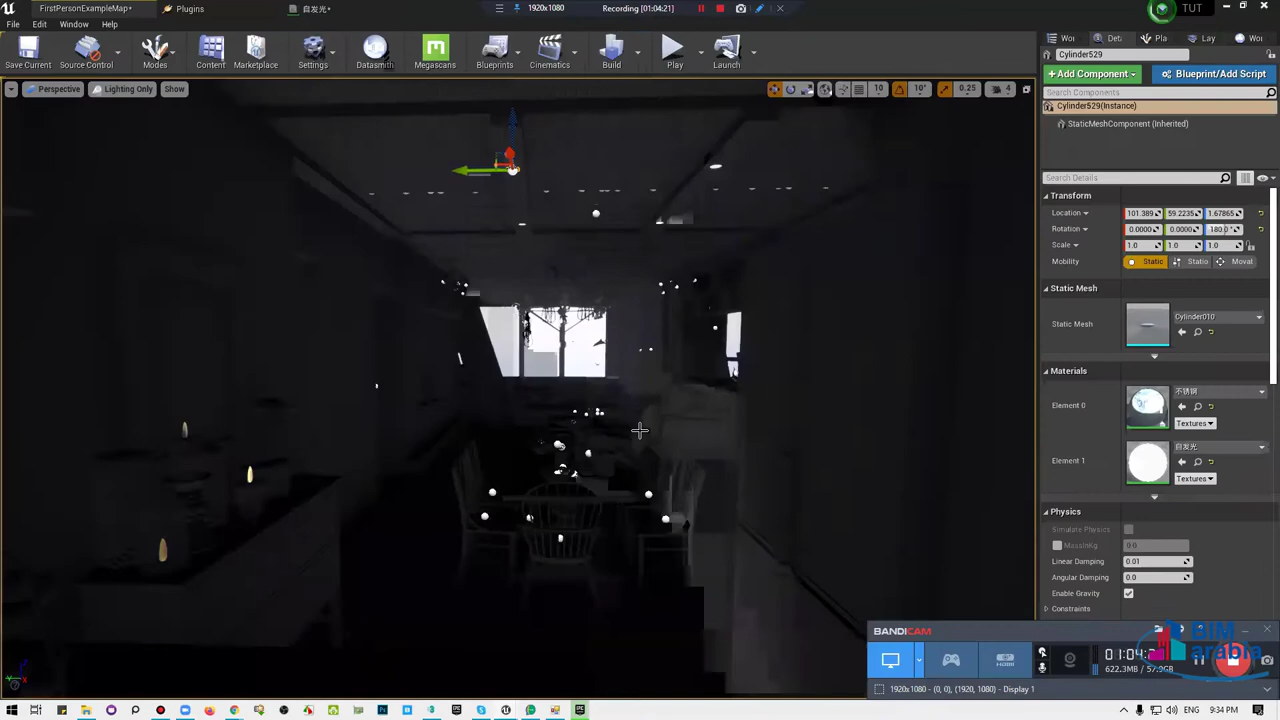 FirstPersonExampleMap*
Plugins
自发光*
1920x1080
Recording [01:04:21]
TUT
File Edit Window Help
Save Current
Source Control
Modes
Content
Marketplace
Settings
Datasmith
Megascans
Blueprints
Cinematics
Build
Play
Launch
Perspective
Lighting Only
Show
10
10°
0.25
4
Cylinder529
+Add Component
Blueprint/Add Script
Search Components
Cylinder529(Instance)
StaticMeshComponent (Inherited)
Search Details
Transform
Location
101.389
59.2235
1.67865
Rotation
0.0000
0.0000
Scale
1.0
1.0
1.0
Mobility
Static
Statio
Movat
Static Mesh
Static Mesh
Cylinder010
Materials
Element 0
不锈钢
Textures
Element 1
自发光
Textures
Physics
Simulate Physics
MassInKg
0.0
Linear Damping
0.01
Angular Damping
0.0
Enable Gravity
Constraints
BANDICAM
HDMI
622.3MB /
1920x1080 - (0, 0), (1920, 1080) - Display 1
BIM
arabia
ENG
9:34 PM